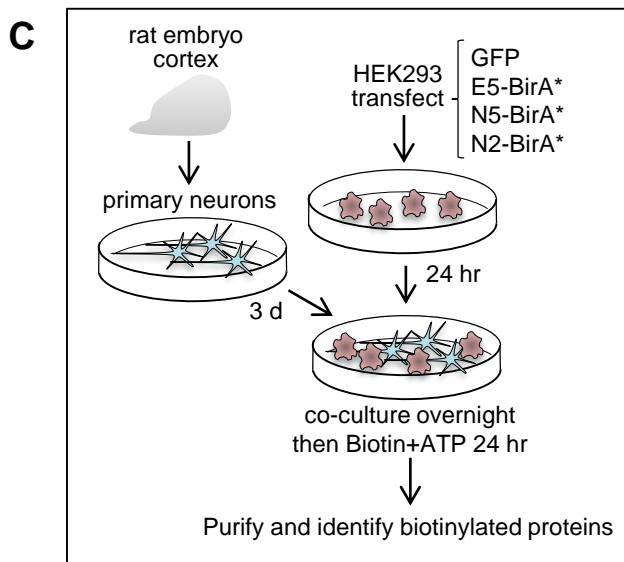 C
rat embryo
cortex
HEK293
transfect
GFP
E5-BirA*
N5-BirA*
N2-BirA*
primary neurons
24 hr
3 d
co-culture overnight
then Biotin+ATP 24 hr
Purify and identify biotinylated proteins